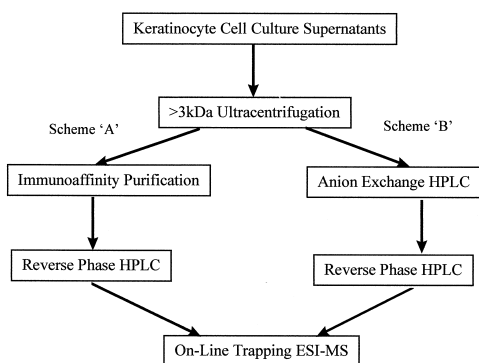 Keratinocyte Cell Culture Supernatants
>3kDa Ultracentrifugation
Scheme ‘A’
Scheme ‘B’
Immunoaffinity Purification
Anion Exchange HPLC
Reverse Phase HPLC
Reverse Phase HPLC
On-Line Trapping ESI-MS